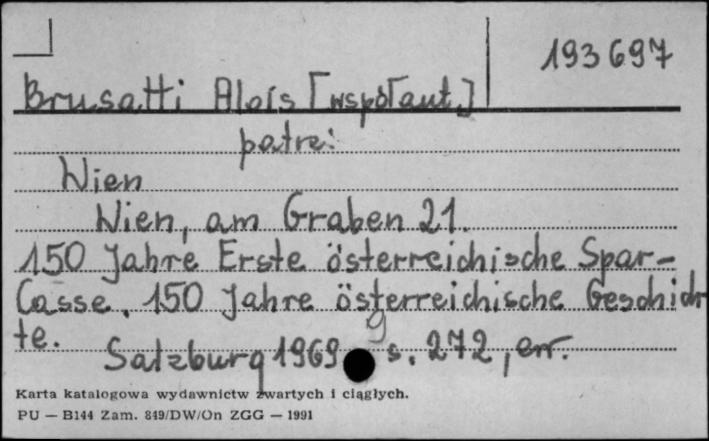 193697
Brusatti Alois [współaut.]
patrz:
Wien
Wien, am Graben 21.
150 Jahre Erste österreichische Spar-
Casse. 150 Jahre österreichische Geschich-
te.
Salzburg 1969 s. 272, err.
9
Karta katalogowa wydawnictw zwartych i ciągłych.
PU — B144 Zam. 849/DW/On ZGG — 1991